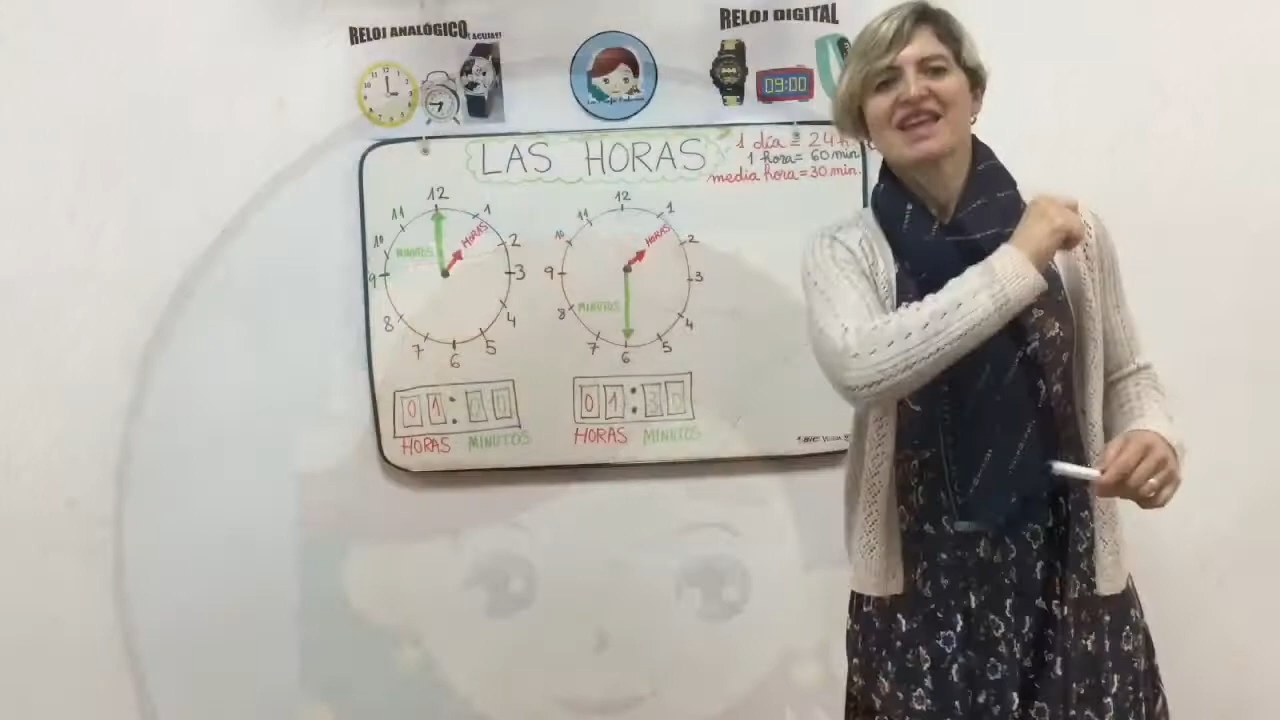 RELOJ ANALÓGICO (AGUJAS)
RELOJ DIGITAL
09:00
LAS HORAS
1 día = 24 h
1 hora = 60 min
media hora = 30 min.
12
11
1
10
2
9
3
8
4
7
5
6
MINUTOS
HORAS
12
11
1
10
2
9
3
8
4
7
5
6
HORAS
MINUTOS
01:00
HORAS MINUTOS
01:30
HORAS MINUTOS